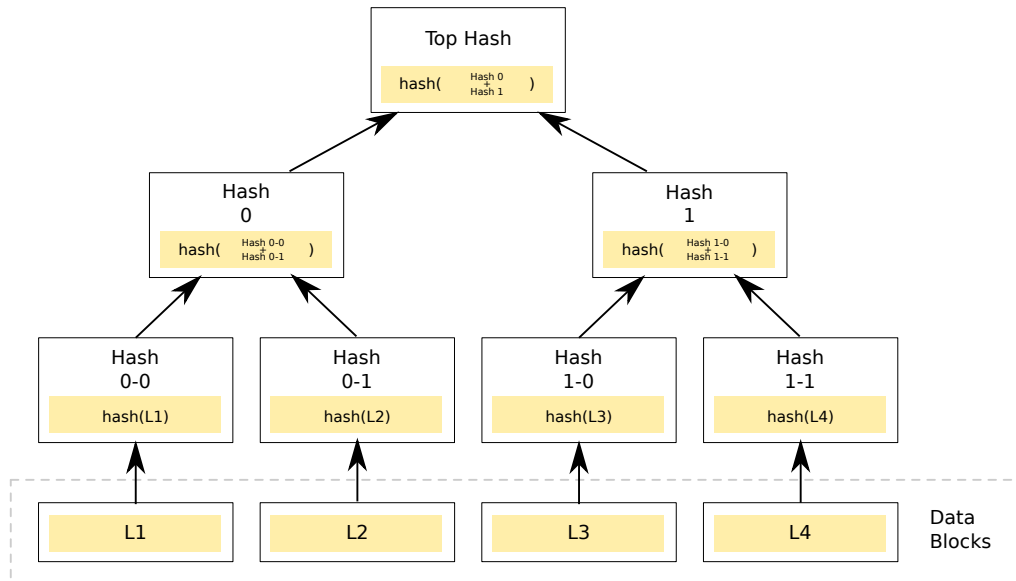 Top Hash
hash( Hash 0 + Hash 1 )
Hash
0
hash( Hash 0-0 + Hash 0-1 )
Hash
1
hash( Hash 1-0 + Hash 1-1 )
Hash
0-0
hash(L1)
Hash
0-1
hash(L2)
Hash
1-0
hash(L3)
Hash
1-1
hash(L4)
L1
L2
L3
L4
Data
Blocks